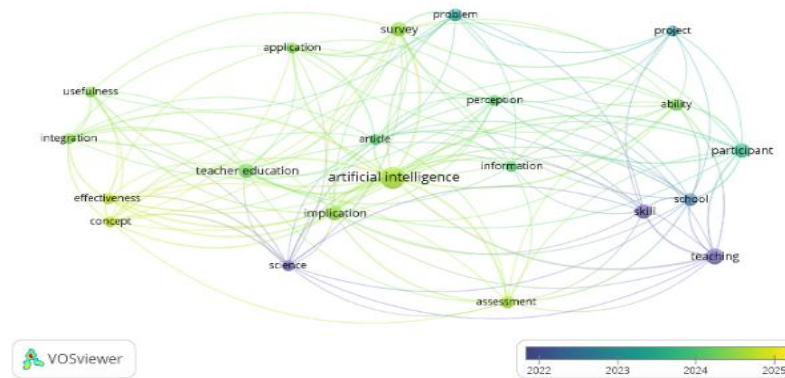 problem
survey
project
application
usefulness
perception
ability
integration
article
participant
teacher education
information
artificial intelligence
effectiveness
school
concept
implication
skill
teaching
science
assessment
VOSviewer
2022 2023 2024 2025